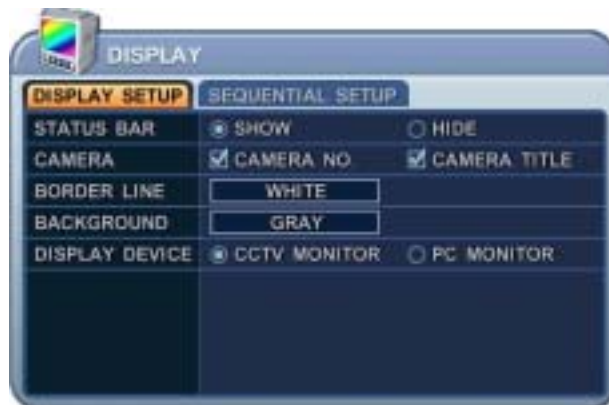 DISPLAY
DISPLAY SETUP SEQUENTIAL SETUP
STATUS BAR SHOW HIDE
CAMERA CAMERA NO CAMERA TITLE
BORDER LINE WHITE
BACKGROUND GRAY
DISPLAY DEVICE CCTV MONITOR PC MONITOR